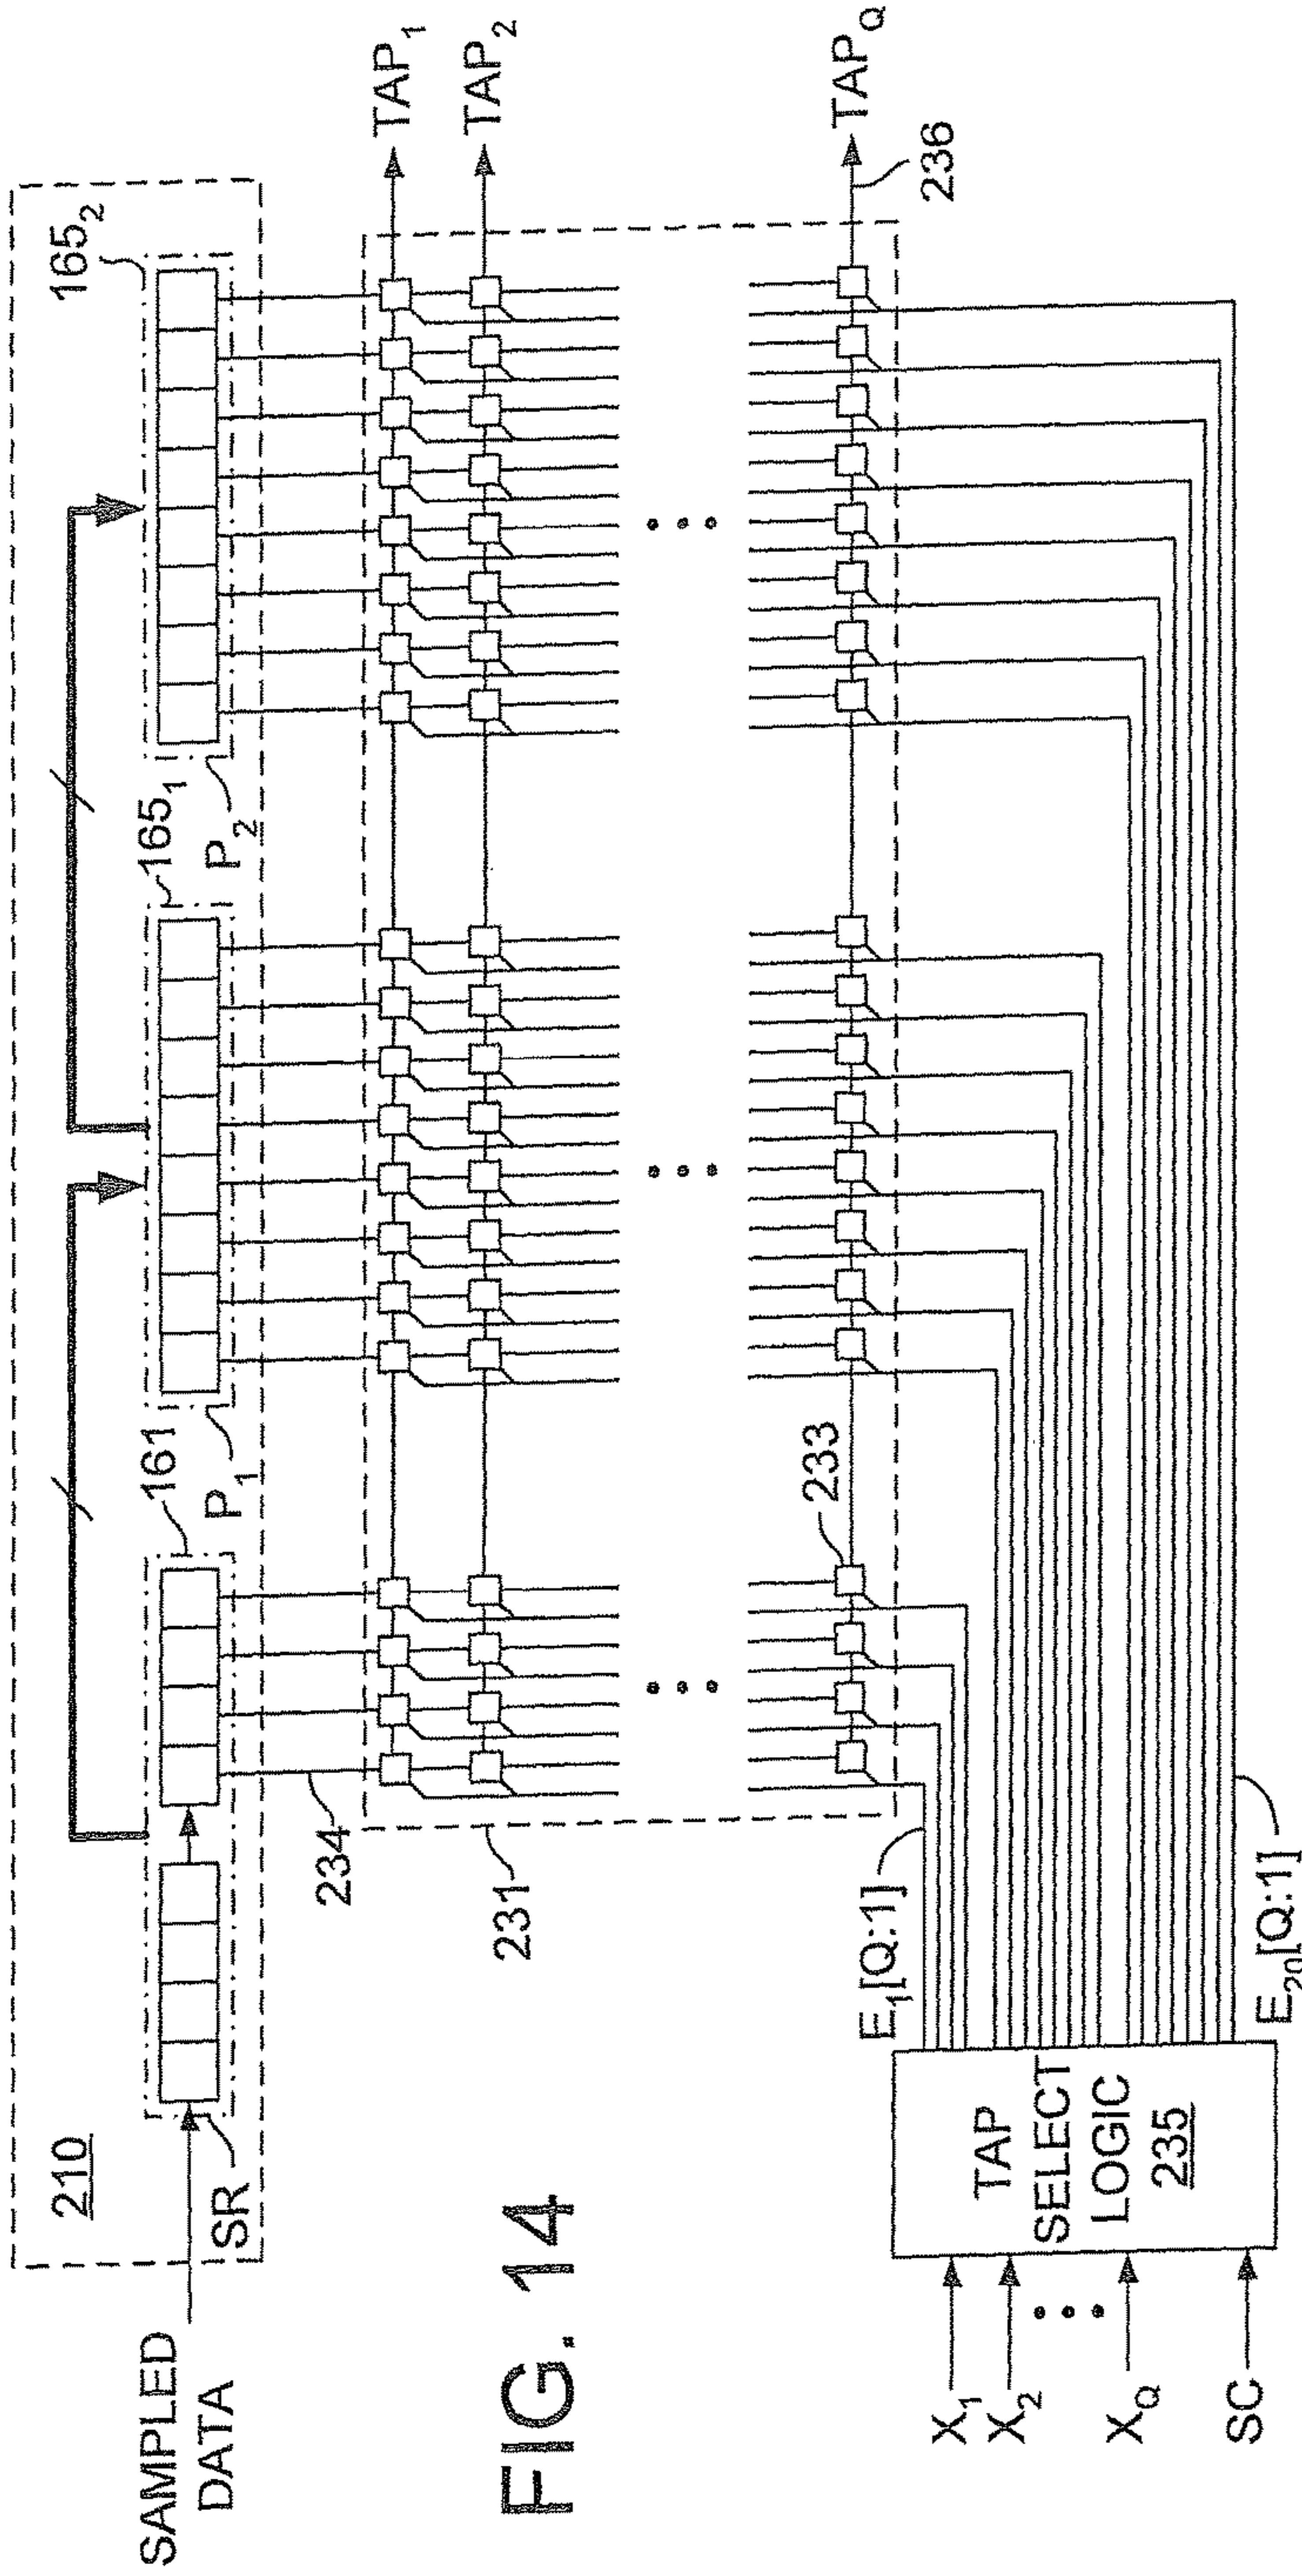 210
SAMPLED
DATA
SR
161
P1
1651
P2
1652
234
231
TAP1
TAP2
TAPQ
236
233
FIG. 14
E1[Q:1]
E20[Q:1]
TAP
SELECT
LOGIC
235
X1
X2
XQ
SC